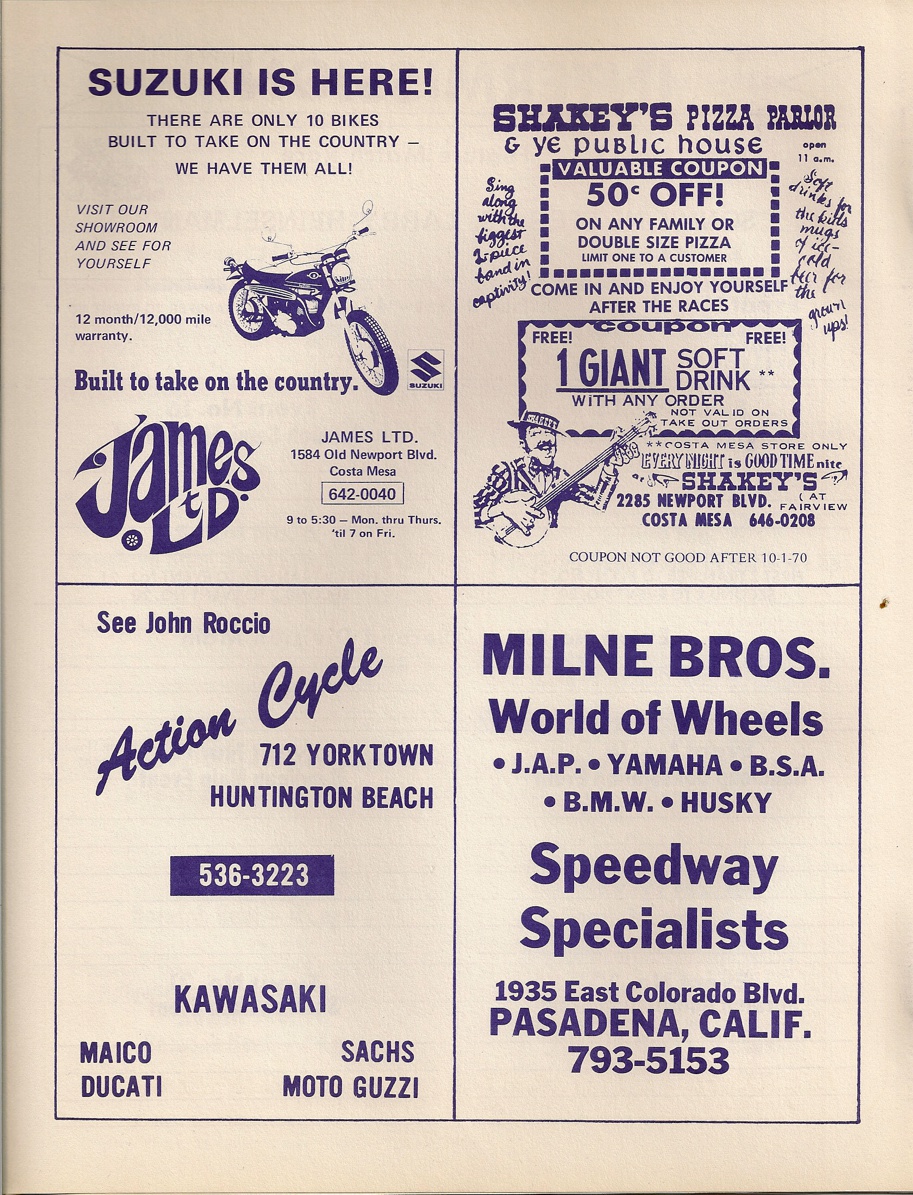 SUZUKI IS HERE!
THERE ARE ONLY 10 BIKES
BUILT TO TAKE ON THE COUNTRY —
WE HAVE THEM ALL!
VISIT OUR
SHOWROOM
AND SEE FOR
YOURSELF
12 month/12,000 mile
warranty.
Built to take on the country.
SUZUKI
James
LTD.
JAMES LTD.
1584 Old Newport Blvd.
Costa Mesa
642-0040
9 to 5:30 — Mon. thru Thurs.
'til 7 on Fri.
SHAKEY'S PIZZA PARLOR
& ye public house
open
11 a.m.
Sing
along
with the
biggest
2-piece
band in
captivity!
VALUABLE COUPON
50¢ OFF!
ON ANY FAMILY OR
DOUBLE SIZE PIZZA
LIMIT ONE TO A CUSTOMER
Soft
drinks for
the kids
mugs
of ice-
cold
beer for
the
grown
ups!
COME IN AND ENJOY YOURSELF
AFTER THE RACES
coupon
FREE! FREE!
1 GIANT SOFT
DRINK **
WITH ANY ORDER
NOT VALID ON
TAKE OUT ORDERS
SHAKEY'S
**COSTA MESA STORE ONLY
EVERY NIGHT is GOOD TIME nite
at SHAKEY'S
2285 NEWPORT BLVD. (AT
FAIRVIEW
COSTA MESA 646-0208
COUPON NOT GOOD AFTER 10-1-70
See John Roccio
Action Cycle
712 YORKTOWN
HUNTINGTON BEACH
536-3223
KAWASAKI
MAICO SACHS
DUCATI MOTO GUZZI
MILNE BROS.
World of Wheels
• J.A.P. • YAMAHA • B.S.A.
• B.M.W. • HUSKY
Speedway
Specialists
1935 East Colorado Blvd.
PASADENA, CALIF.
793-5153